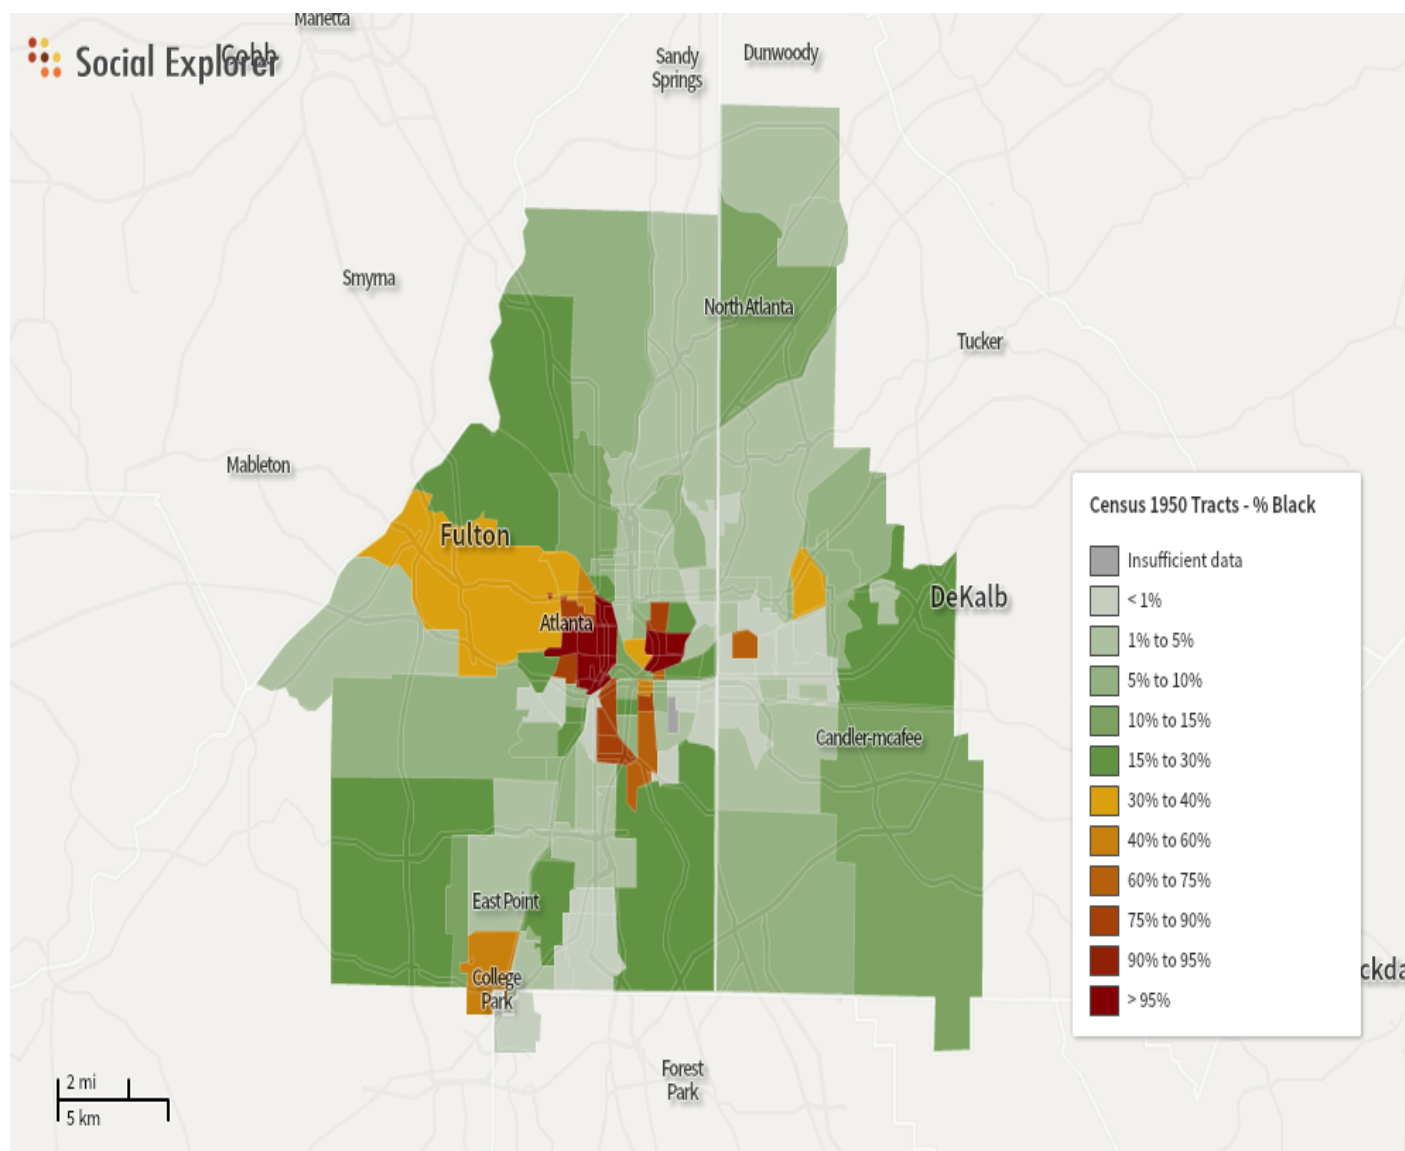 Marietta
Cobb
Social Explorer
Sandy
Springs
Dunwoody
Smyrna
North Atlanta
Tucker
Mableton
Fulton
Census 1950 Tracts - % Black
Insufficient data
< 1%
1% to 5%
5% to 10%
10% to 15%
15% to 30%
30% to 40%
40% to 60%
60% to 75%
75% to 90%
90% to 95%
> 95%
DeKalb
Atlanta
Candler-mcafee
East Point
College
Park
ckda
Forest
Park
2 mi
5 km